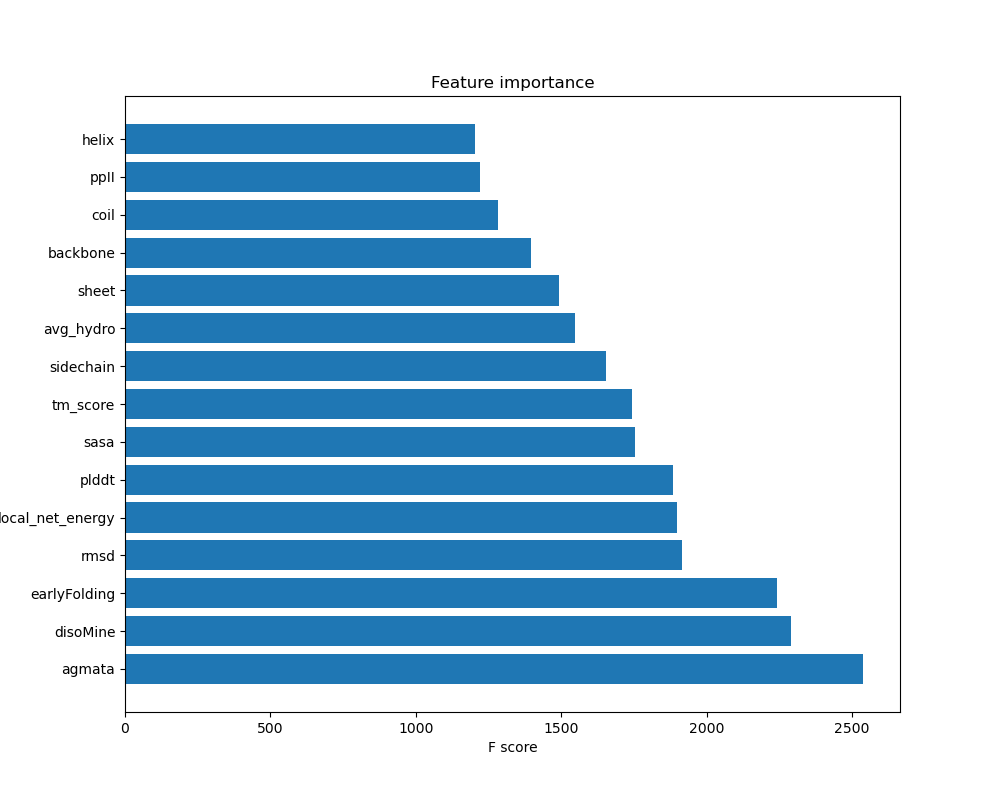 Feature importance
helix
ppII
coil
backbone
sheet
avg_hydro
sidechain
tm_score
sasa
plddt
local_net_energy
rmsd
earlyFolding
disoMine
agmata
0 500 1000 1500 2000 2500
F score